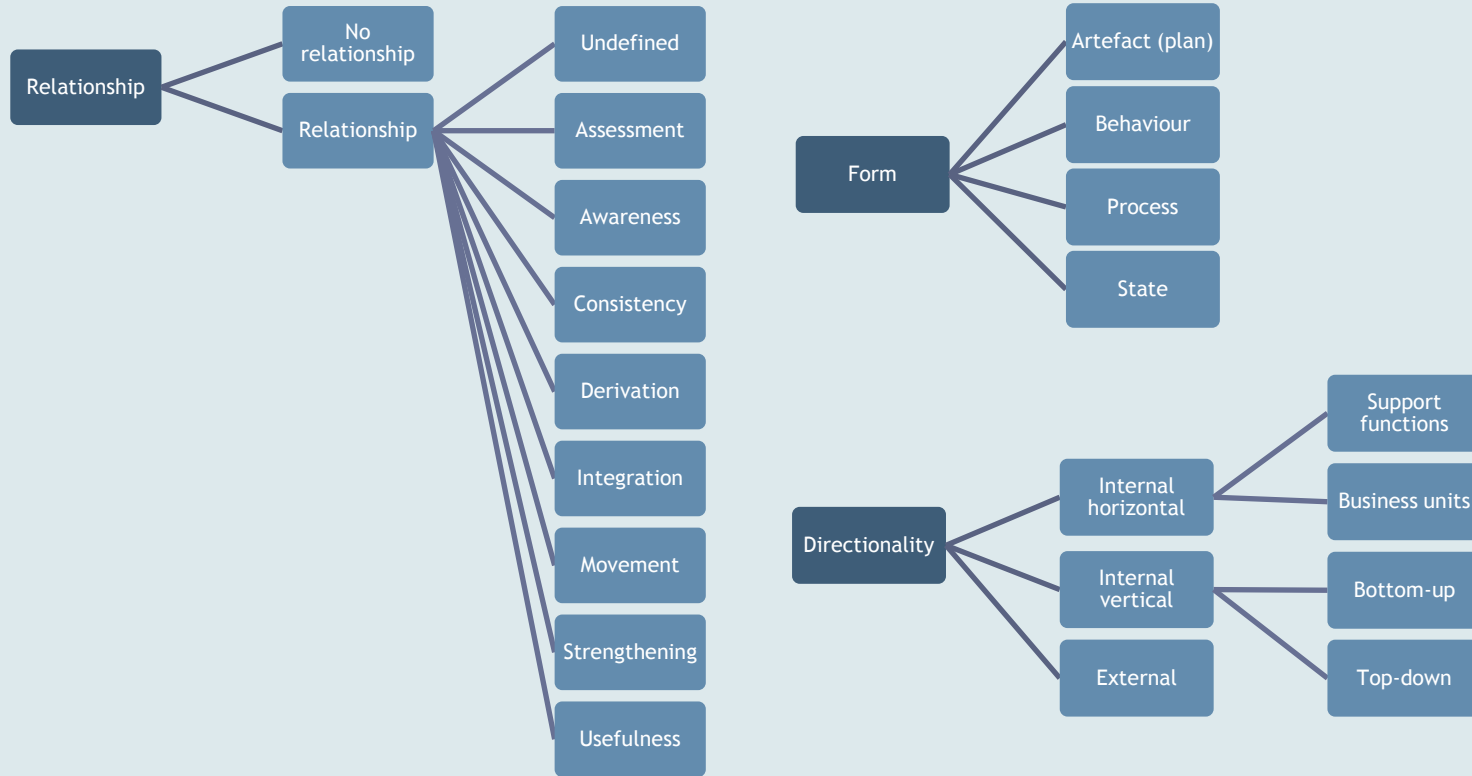 Relationship
No
relationship
Relationship
Undefined
Assessment
Awareness
Consistency
Derivation
Integration
Movement
Strengthening
Usefulness
Form
Artefact (plan)
Behaviour
Process
State
Directionality
Internal
horizontal
Internal
vertical
External
Support
functions
Business units
Bottom-up
Top-down